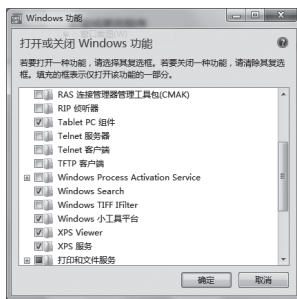 Windows 功能
打开或关闭 Windows 功能
若要打开一种功能，请选择其复选框。若要关闭一种功能，请清除其复选
框。填充的框表示仅打开该功能的一部分。
RAS 连接管理器管理工具包(CMAK)
RIP 侦听器
Tablet PC 组件
Telnet 服务器
Telnet 客户端
TFTP 客户端
Windows Process Activation Service
Windows Search
Windows TIFF IFilter
Windows 小工具平台
XPS Viewer
XPS 服务
打印和文件服务
确定
取消